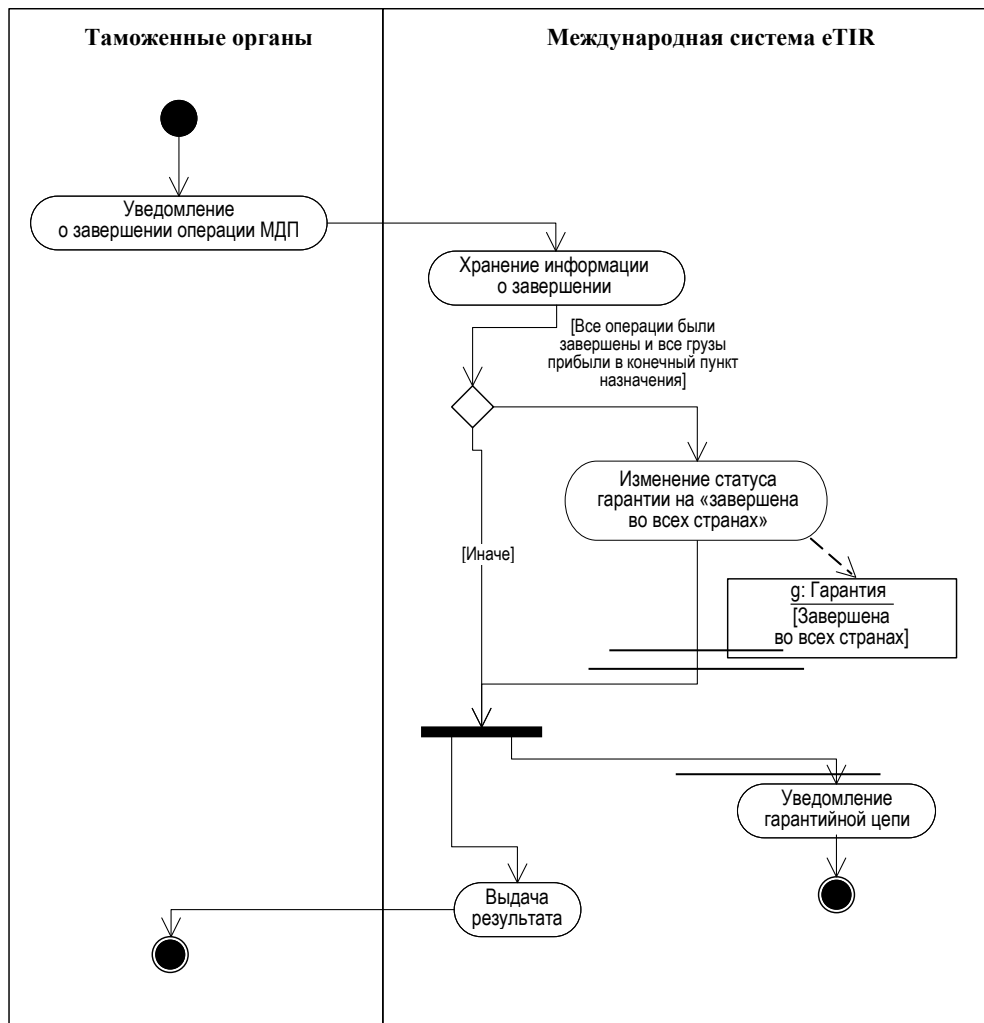 Таможенные органы
Международная система eTIR
Уведомление
о завершении операции МДП
Хранение информации
о завершении
[Все операции были
завершены и все грузы
прибыли в конечный пункт
назначения]
Изменение статуса
гарантии на «завершена
во всех странах»
[Иначе]
g: Гарантия
[Завершена
во всех странах]
Уведомление
гарантийной цепи
Выдача
результата